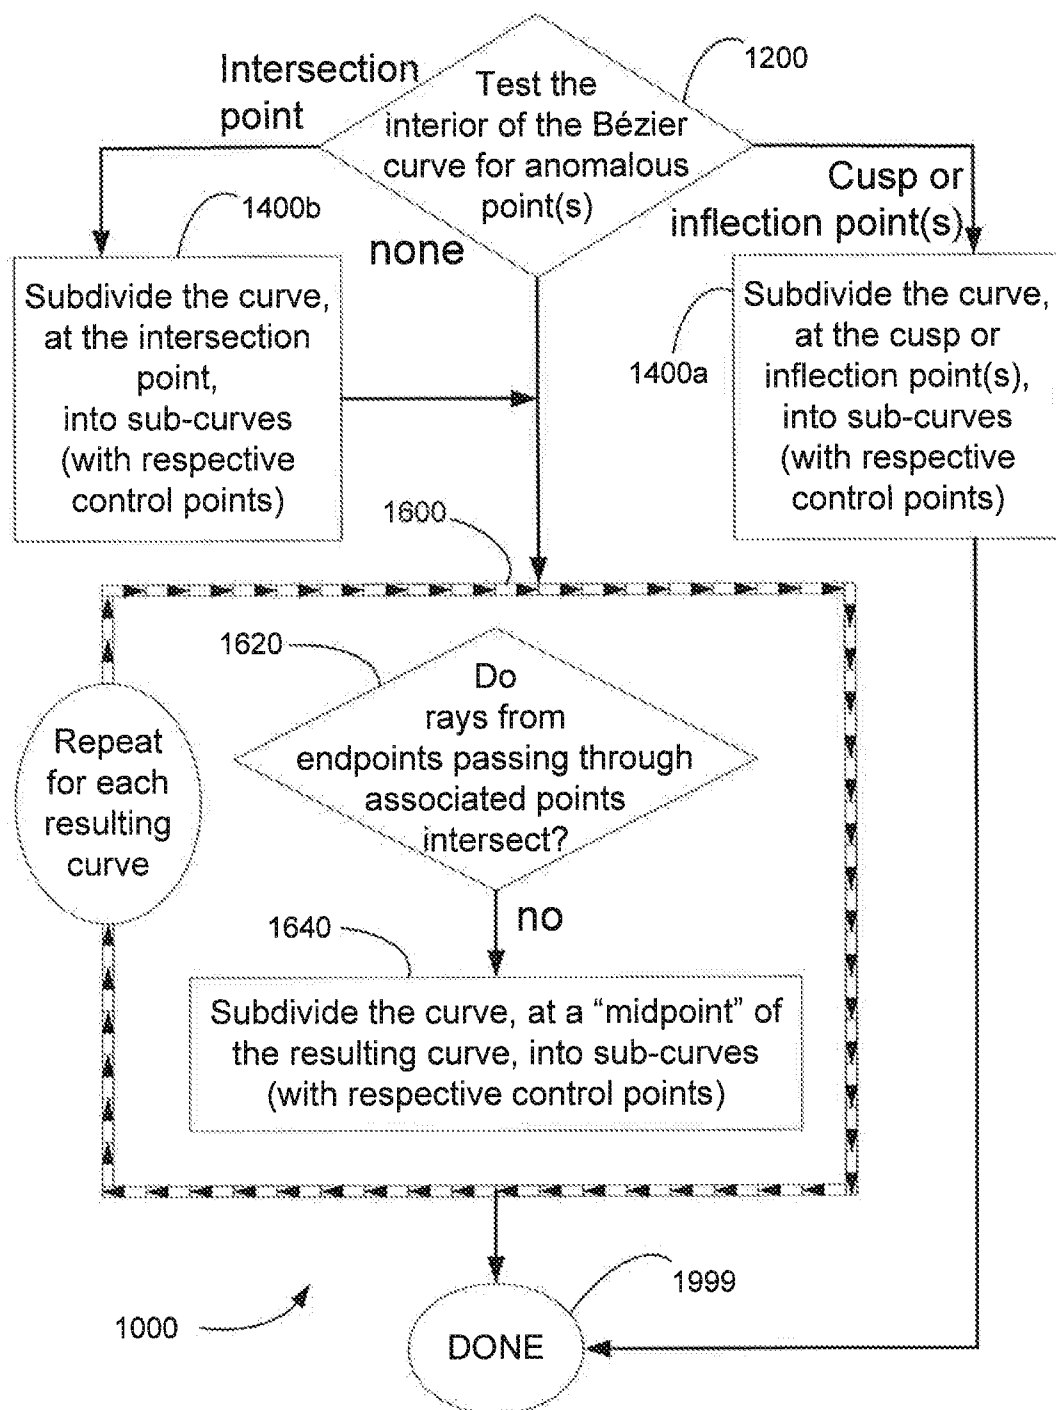 1200
Test the
interior of the Bézier
curve for anomalous
point(s)
Intersection
point
none
Cusp or
inflection point(s)
1400b
Subdivide the curve,
at the intersection
point,
into sub-curves
(with respective
control points)
1400a
Subdivide the curve,
at the cusp or
inflection point(s),
into sub-curves
(with respective
control points)
1600
Repeat
for each
resulting
curve
1620
Do
rays from
endpoints passing through
associated points
intersect?
no
1640
Subdivide the curve, at a “midpoint” of
the resulting curve, into sub-curves
(with respective control points)
1000
1999
DONE